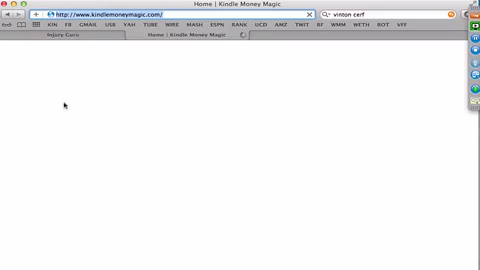 Home | Kindle Money Magic
http://www.kindlemoneymagic.com/ vinton cerf
KIN FR GMAIL USB YAH TUBE WIRE MASH ESPN RANK UCD AMZ TWIT RF WMM WETH ROT VFF
Injury Guru Home | Kindle Money Magic